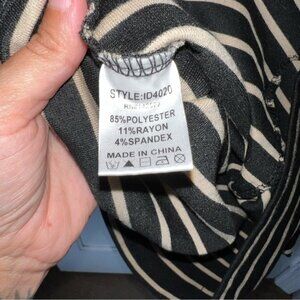 STYLE:ID4020
85%POLYESTER
11%RAYON
4%SPANDEX
MADE IN CHINA